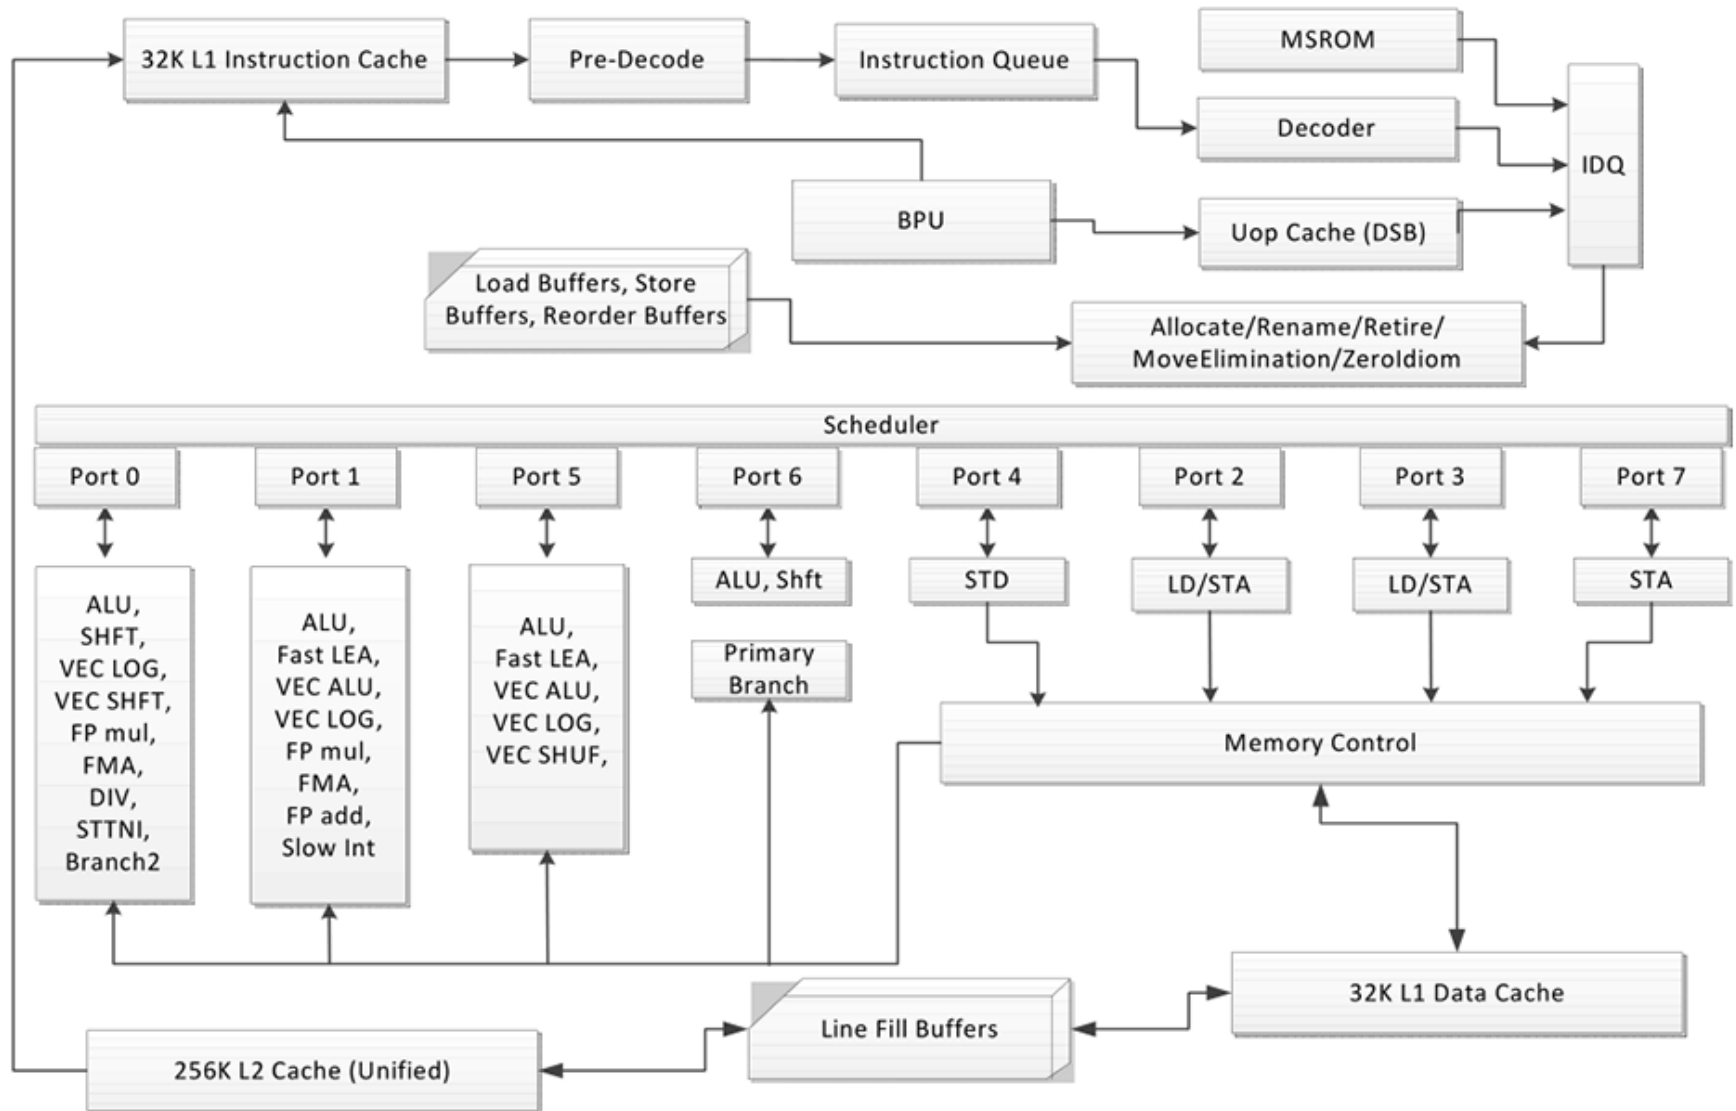 32K L1 Instruction Cache
Pre-Decode
Instruction Queue
MSROM
Decoder
IDQ
BPU
Uop Cache (DSB)
Load Buffers, Store
Buffers, Reorder Buffers
Allocate/Rename/Retire/
MoveElimination/ZeroIdiom
Scheduler
Port 0
Port 1
Port 5
Port 6
Port 4
Port 2
Port 3
Port 7
ALU,
SHFT,
VEC LOG,
VEC SHFT,
FP mul,
FMA,
DIV,
STTNI,
Branch2
ALU,
Fast LEA,
VEC ALU,
VEC LOG,
FP mul,
FMA,
FP add,
Slow Int
ALU,
Fast LEA,
VEC ALU,
VEC LOG,
VEC SHUF,
ALU, Shft
Primary
Branch
STD
LD/STA
LD/STA
STA
Memory Control
32K L1 Data Cache
Line Fill Buffers
256K L2 Cache (Unified)